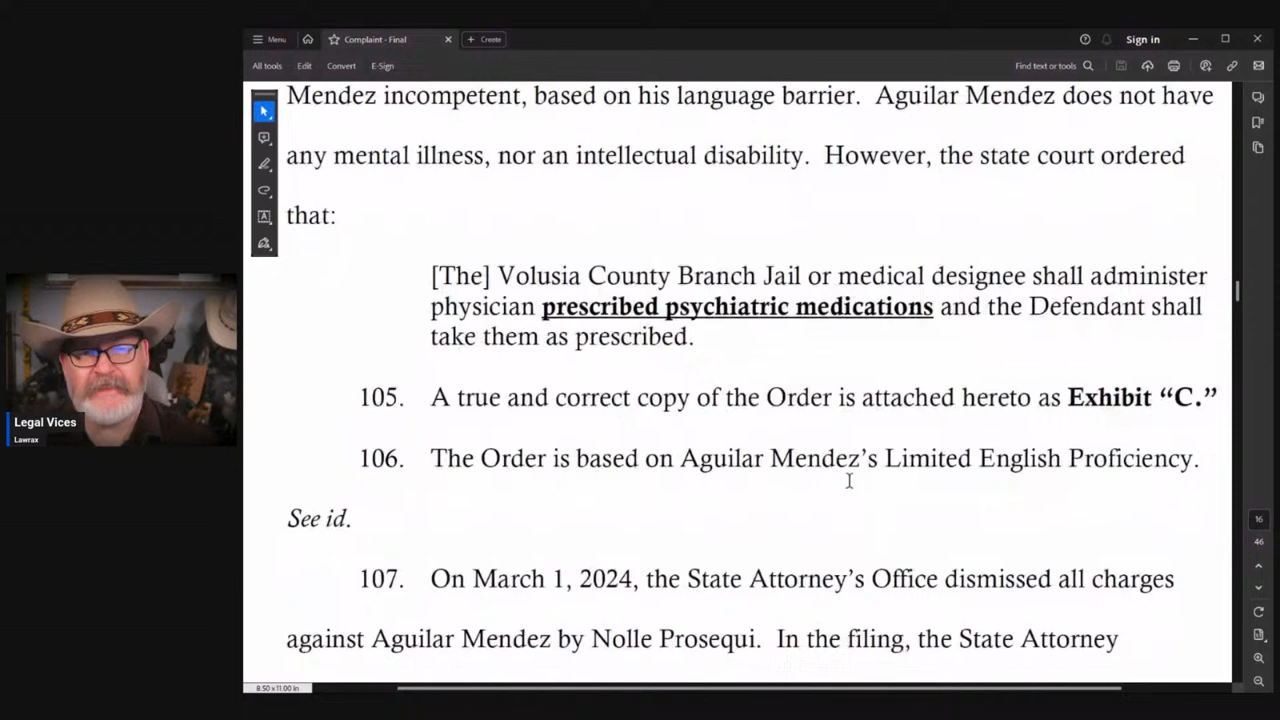 Menu
Complaint - Final
Create
Sign in
All tools
Edit
Convert
E-Sign
Find text or tools
Mendez incompetent, based on his language barrier.  Aguilar Mendez does not have
any mental illness, nor an intellectual disability.  However, the state court ordered
that:
[The] Volusia County Branch Jail or medical designee shall administer
physician prescribed psychiatric medications and the Defendant shall
take them as prescribed.
105. A true and correct copy of the Order is attached hereto as Exhibit “C.”
106. The Order is based on Aguilar Mendez’s Limited English Proficiency.
See id.
107. On March 1, 2024, the State Attorney’s Office dismissed all charges
against Aguilar Mendez by Nolle Prosequi.  In the filing, the State Attorney
Legal Vices
Lawrax
16
46
8.50 x 11.00 in